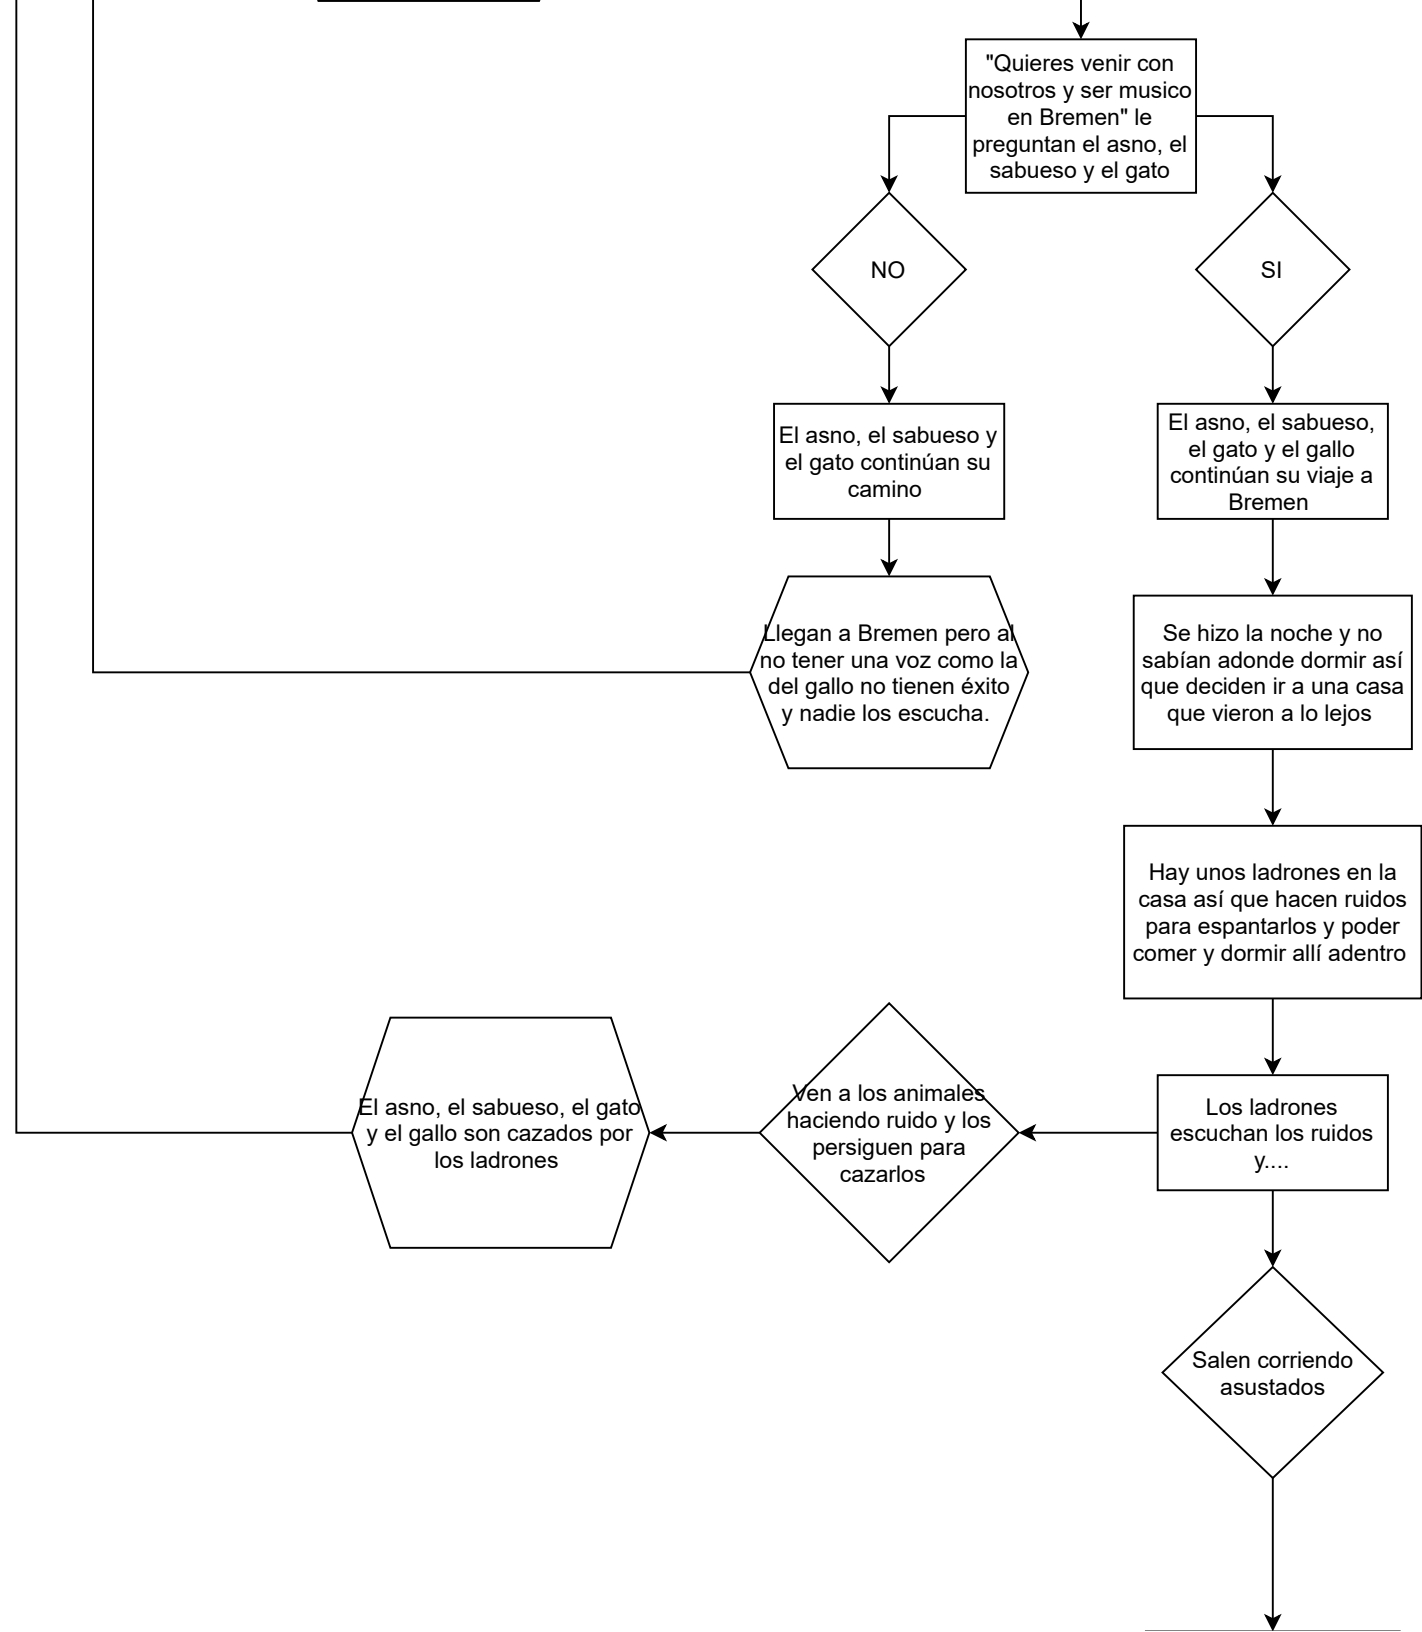 "Quieres venir con
nosotros y ser musico
en Bremen" le
preguntan el asno, el
sabueso y el gato
NO
SI
El asno, el sabueso y
el gato continúan su
camino
El asno, el sabueso,
el gato y el gallo
continúan su viaje a
Bremen
Llegan a Bremen pero al
no tener una voz como la
del gallo no tienen éxito
y nadie los escucha.
Se hizo la noche y no
sabían adonde dormir así
que deciden ir a una casa
que vieron a lo lejos
Hay unos ladrones en la
casa así que hacen ruidos
para espantarlos y poder
comer y dormir allí adentro
Los ladrones
escuchan los ruidos
y....
Ven a los animales
haciendo ruido y los
persiguen para
cazarlos
El asno, el sabueso, el gato
y el gallo son cazados por
los ladrones
Salen corriendo
asustados